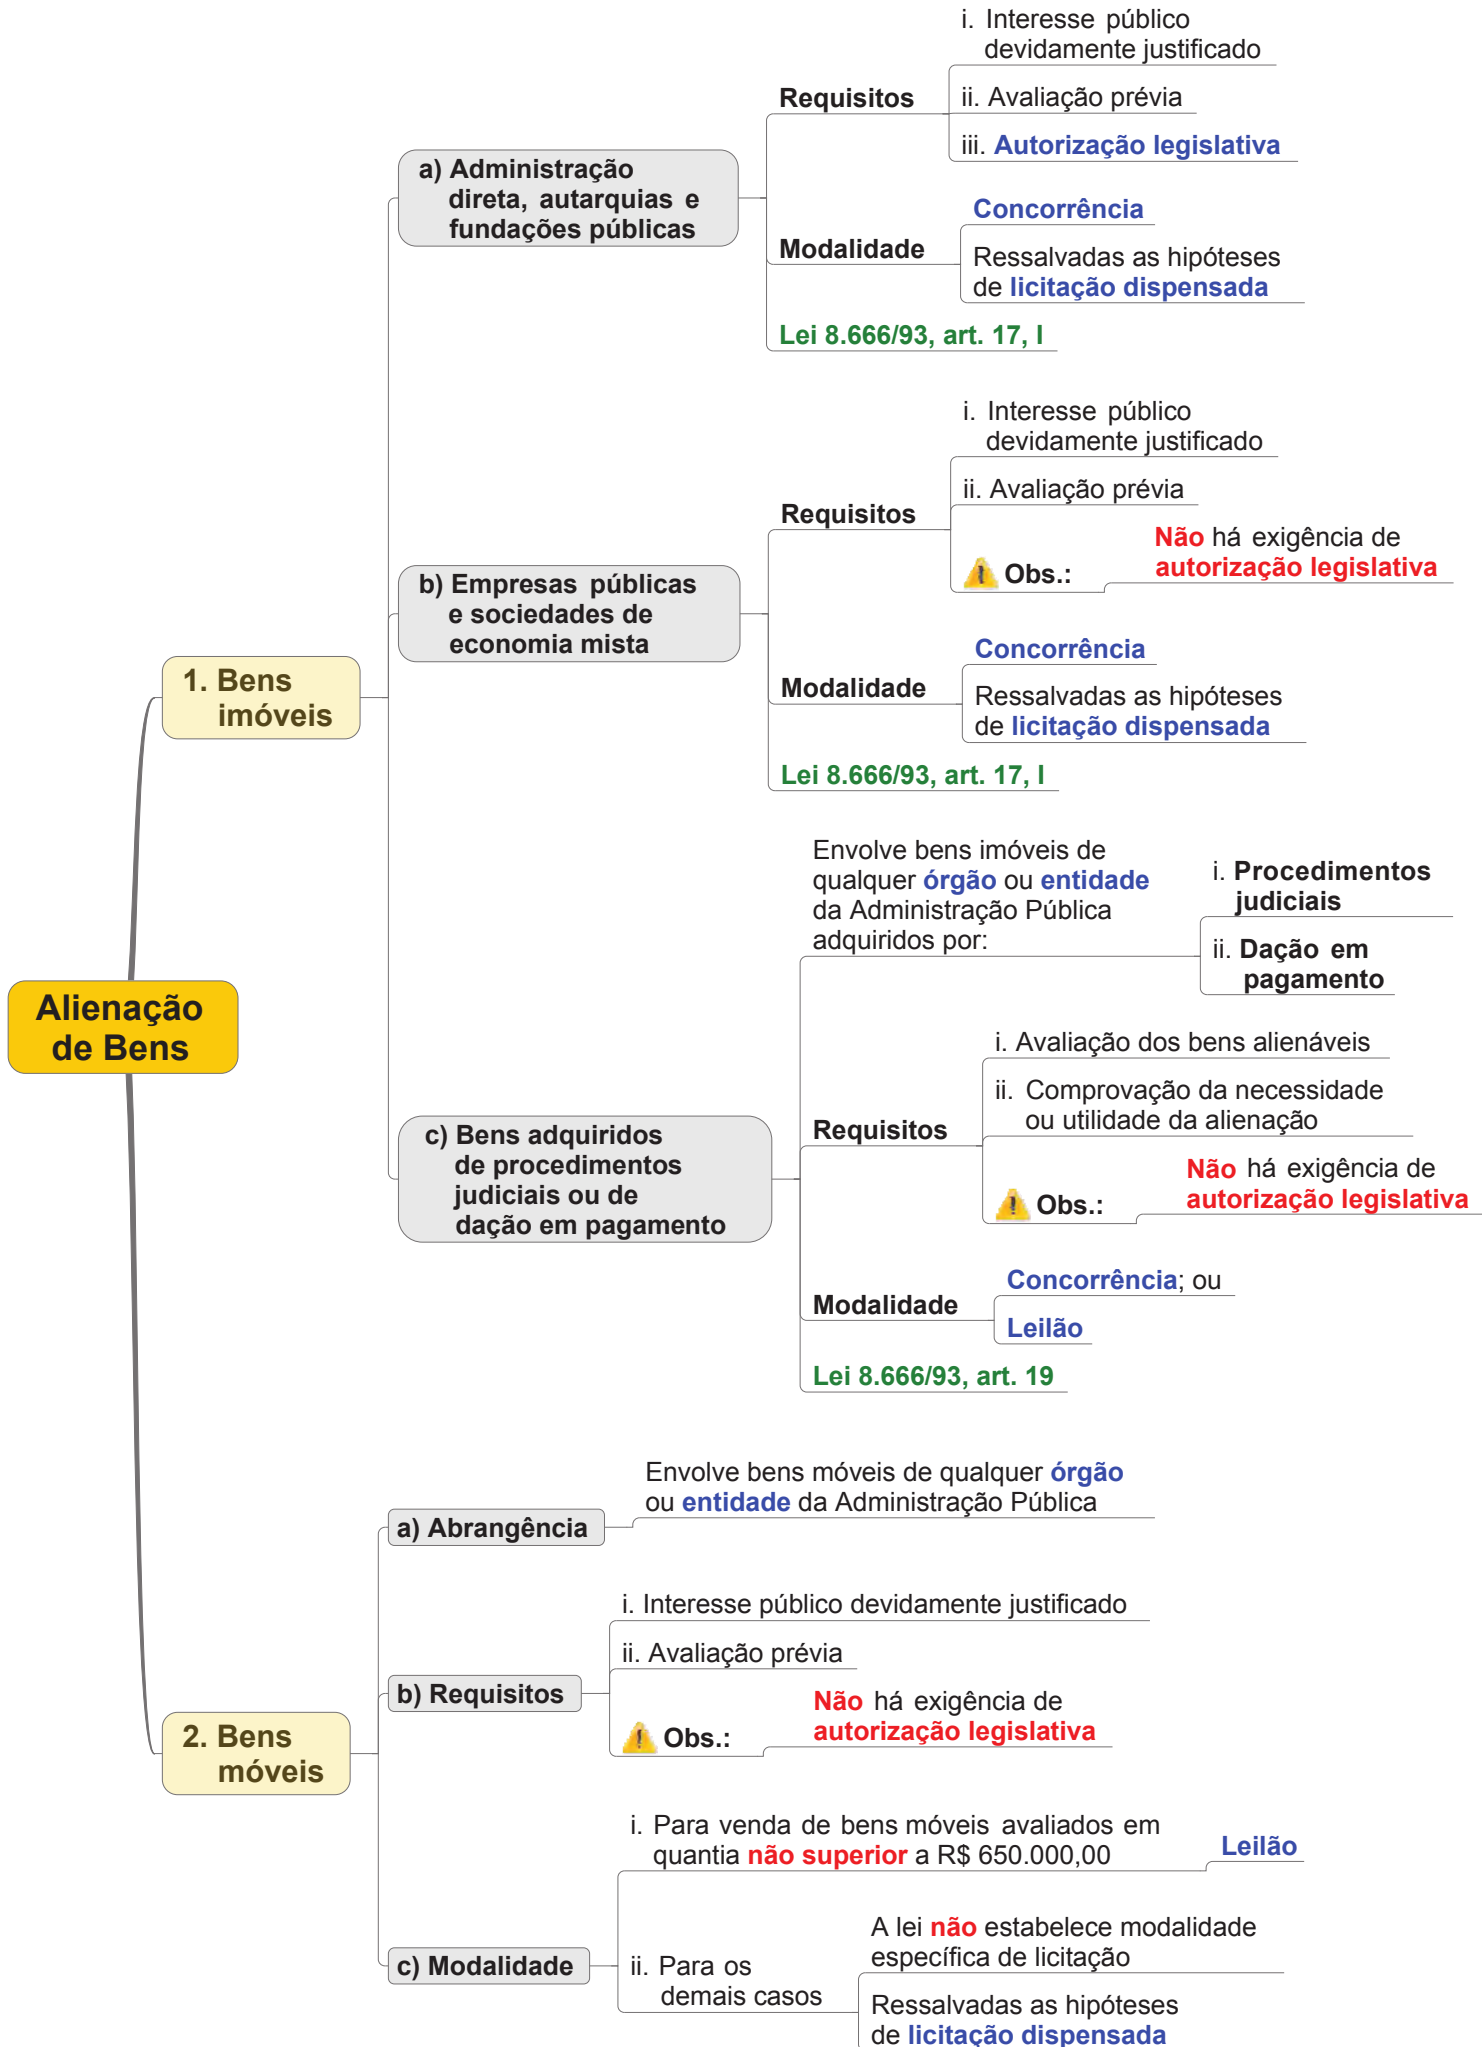 Alienação
de Bens
1. Bens
imóveis
a) Administração
direta, autarquias e
fundações públicas
Requisitos
i. Interesse público
devidamente justificado
ii. Avaliação prévia
iii. Autorização legislativa
Modalidade
Concorrência
Ressalvadas as hipóteses
de licitação dispensada
Lei 8.666/93, art. 17, I
b) Empresas públicas
e sociedades de
economia mista
Requisitos
i. Interesse público
devidamente justificado
ii. Avaliação prévia
Obs.:
Não há exigência de
autorização legislativa
Modalidade
Concorrência
Ressalvadas as hipóteses
de licitação dispensada
Lei 8.666/93, art. 17, I
c) Bens adquiridos
de procedimentos
judiciais ou de
dação em pagamento
Envolve bens imóveis de
qualquer órgão ou entidade
da Administração Pública
adquiridos por:
i. Procedimentos
judiciais
ii. Dação em
pagamento
Requisitos
i. Avaliação dos bens alienáveis
ii. Comprovação da necessidade
ou utilidade da alienação
Obs.:
Não há exigência de
autorização legislativa
Modalidade
Concorrência; ou
Leilão
Lei 8.666/93, art. 19
2. Bens
móveis
a) Abrangência
Envolve bens móveis de qualquer órgão
ou entidade da Administração Pública
b) Requisitos
i. Interesse público devidamente justificado
ii. Avaliação prévia
Obs.:
Não há exigência de
autorização legislativa
c) Modalidade
i. Para venda de bens móveis avaliados em
quantia não superior a R$ 650.000,00
Leilão
ii. Para os
demais casos
A lei não estabelece modalidade
específica de licitação
Ressalvadas as hipóteses
de licitação dispensada